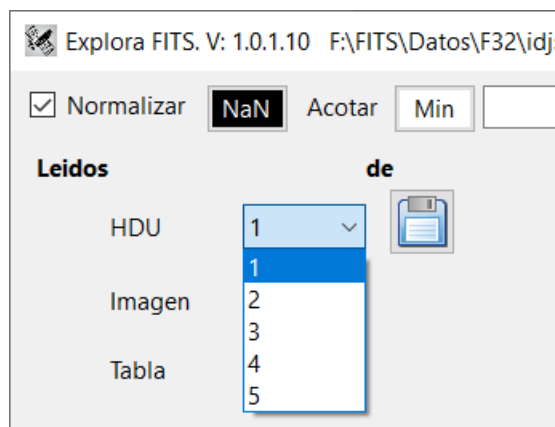 Explora FITS. V: 1.0.1.10 F:\FITS\Datos\F32\idj
Normalizar NaN Acotar Min
Leidos de
HDU 1
1
2
Imagen
3
4
Tabla
5